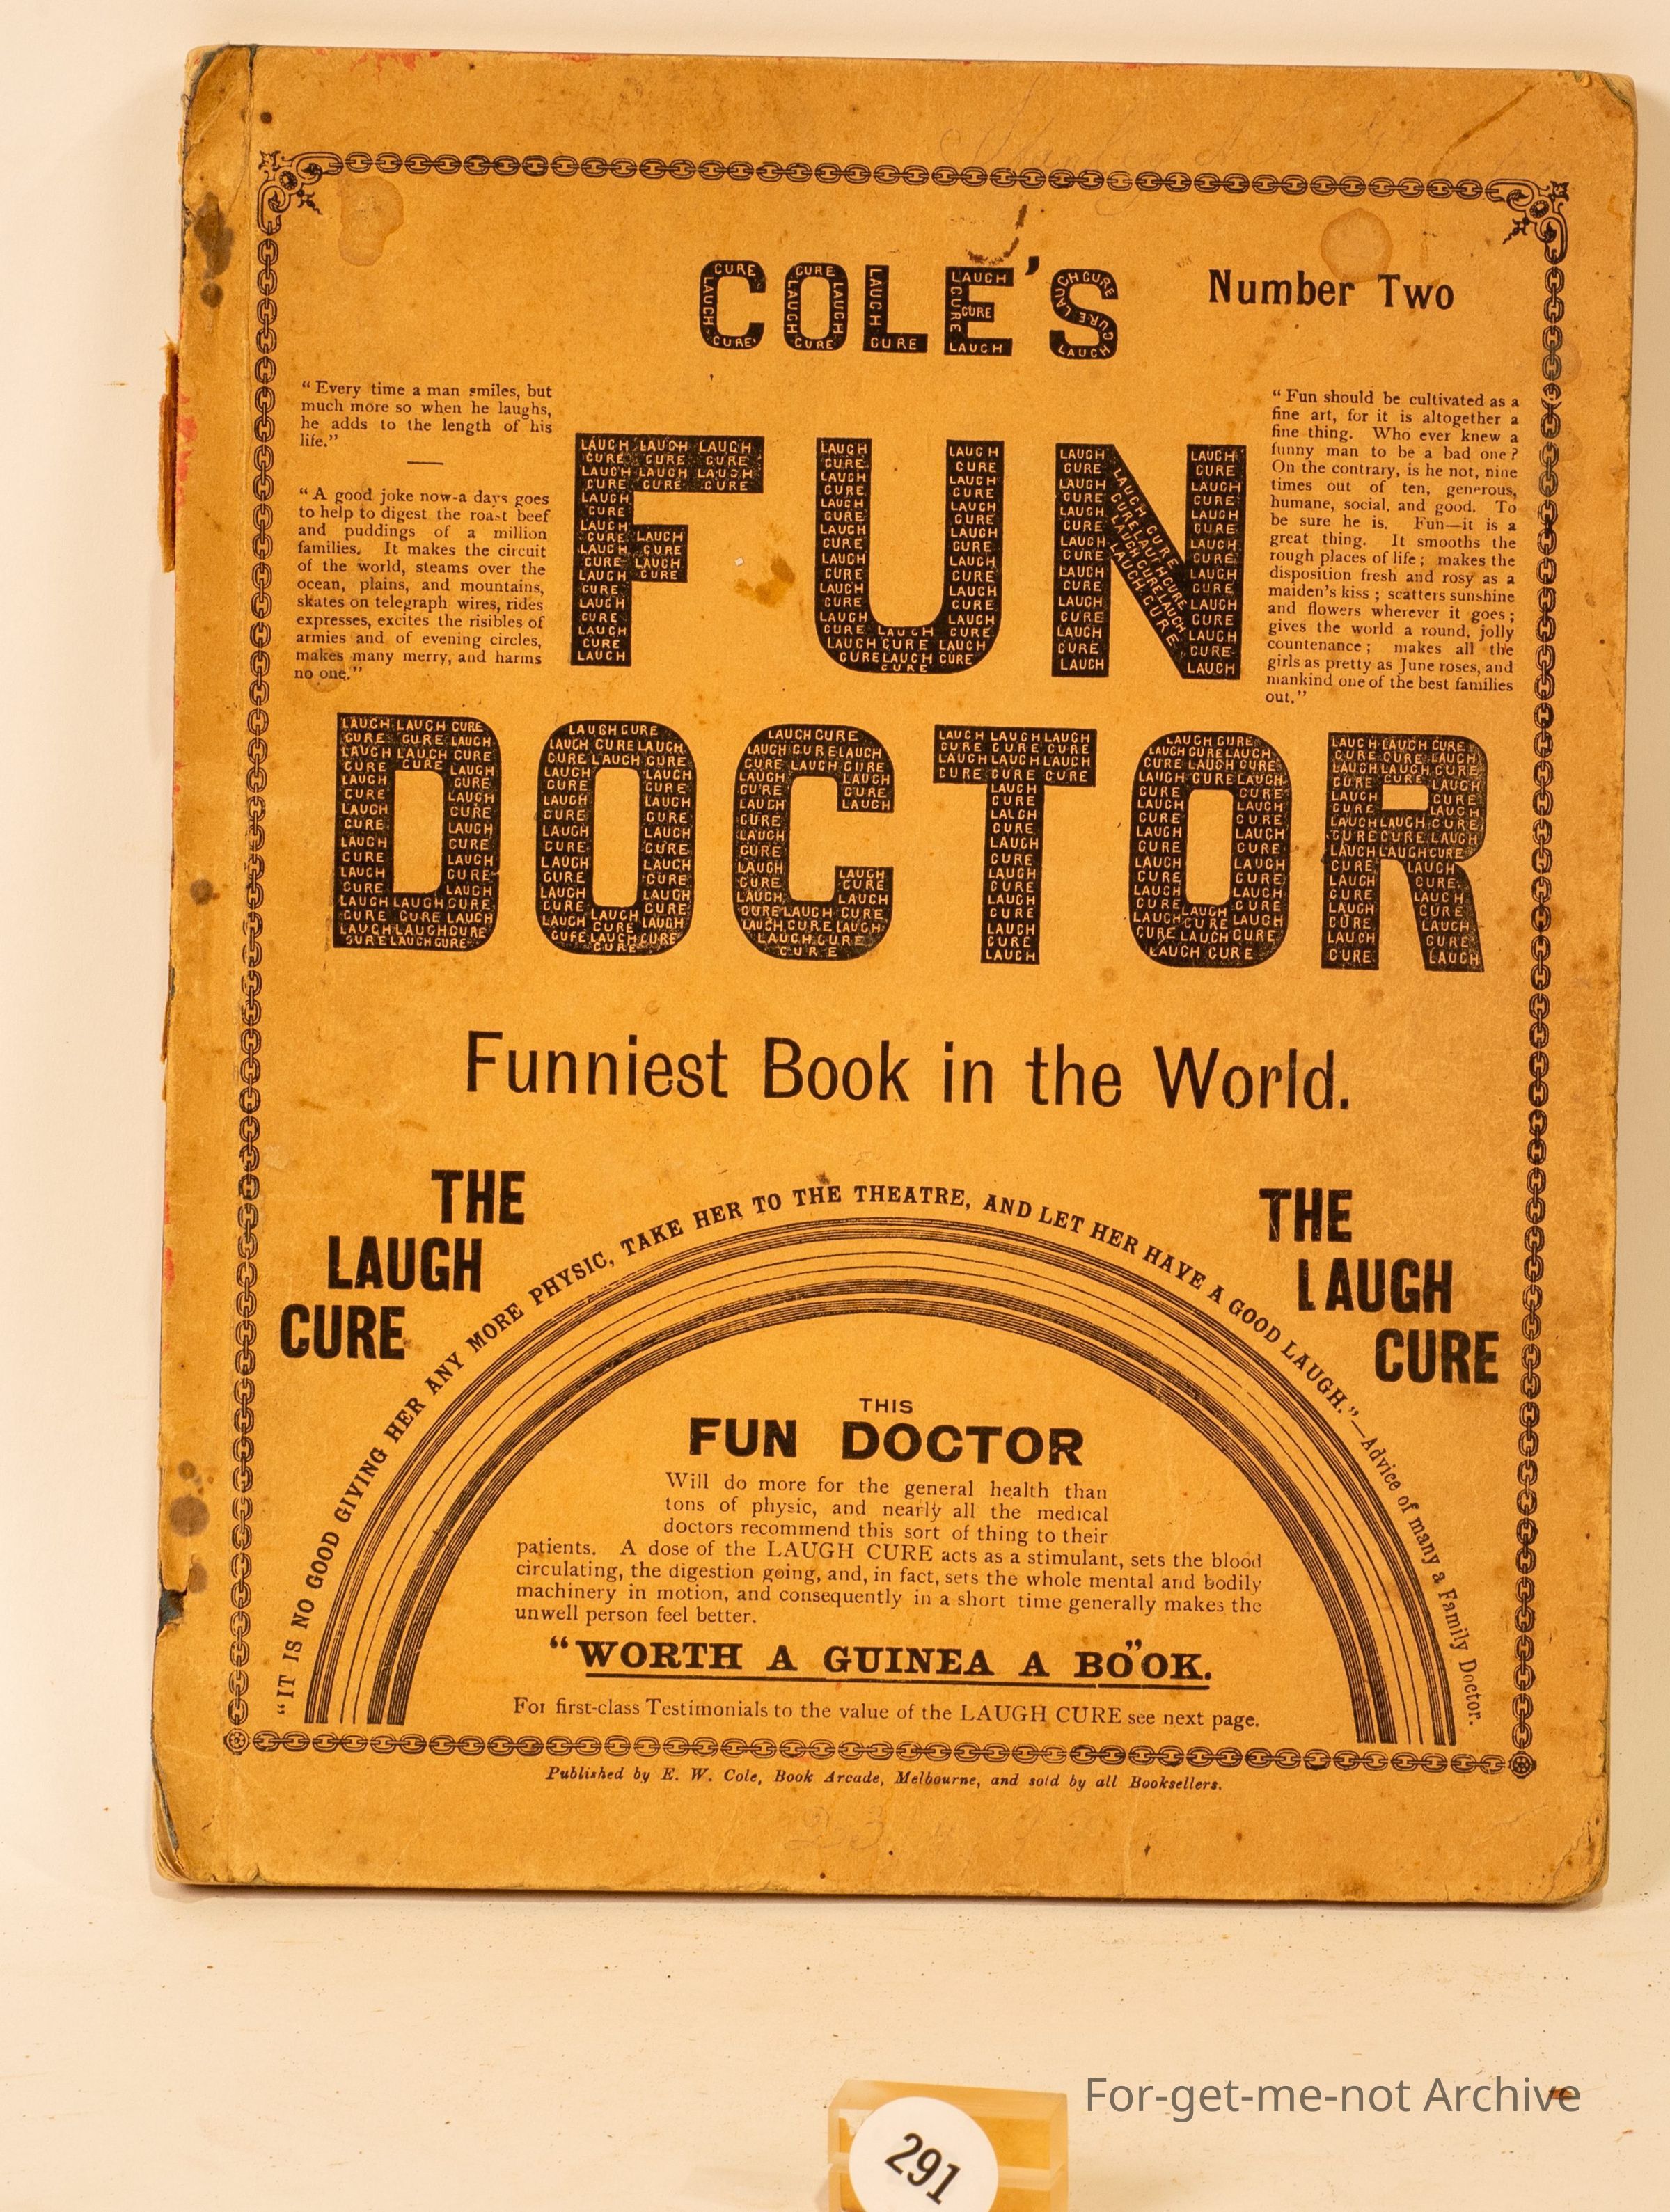 COLE'S
Number Two
"Every time a man smiles, but
much more so when he laughs,
he adds to the length of his
life."
"A good joke now-a days goes
to help to digest the roast beef
and puddings of a million
families. It makes the circuit
of the world, steams over the
ocean, plains, and mountains,
skates on telegraph wires, rides
expresses, excites the risibles of
armies and of evening circles,
makes many merry, and harms
no one."
FUN
"Fun should be cultivated as a
fine art, for it is altogether a
fine thing. Who ever knew a
funny man to be a bad one?
On the contrary, is he not, nine
times out of ten, generous,
humane, social, and good. To
be sure he is. Fun—it is a
great thing. It smooths the
rough places of life; makes the
disposition fresh and rosy as a
maiden's kiss; scatters sunshine
and flowers wherever it goes;
gives the world a round, jolly
countenance; makes all the
girls as pretty as June roses, and
mankind one of the best families
out."
DOCTOR
Funniest Book in the World.
THE
LAUGH
CURE
THE
LAUGH
CURE
"IT IS NO GOOD GIVING HER ANY MORE PHYSIC, TAKE HER TO THE THEATRE, AND LET HER HAVE A GOOD LAUGH."—Advice of many a Family Doctor.
THIS
FUN DOCTOR
Will do more for the general health than
tons of physic, and nearly all the medical
doctors recommend this sort of thing to their
patients. A dose of the LAUGH CURE acts as a stimulant, sets the blood
circulating, the digestion going, and, in fact, sets the whole mental and bodily
machinery in motion, and consequently in a short time generally makes the
unwell person feel better.
"WORTH A GUINEA A BOOK."
For first-class Testimonials to the value of the LAUGH CURE see next page.
Published by E. W. Cole, Book Arcade, Melbourne, and sold by all Booksellers.
For-get-me-not Archive
291